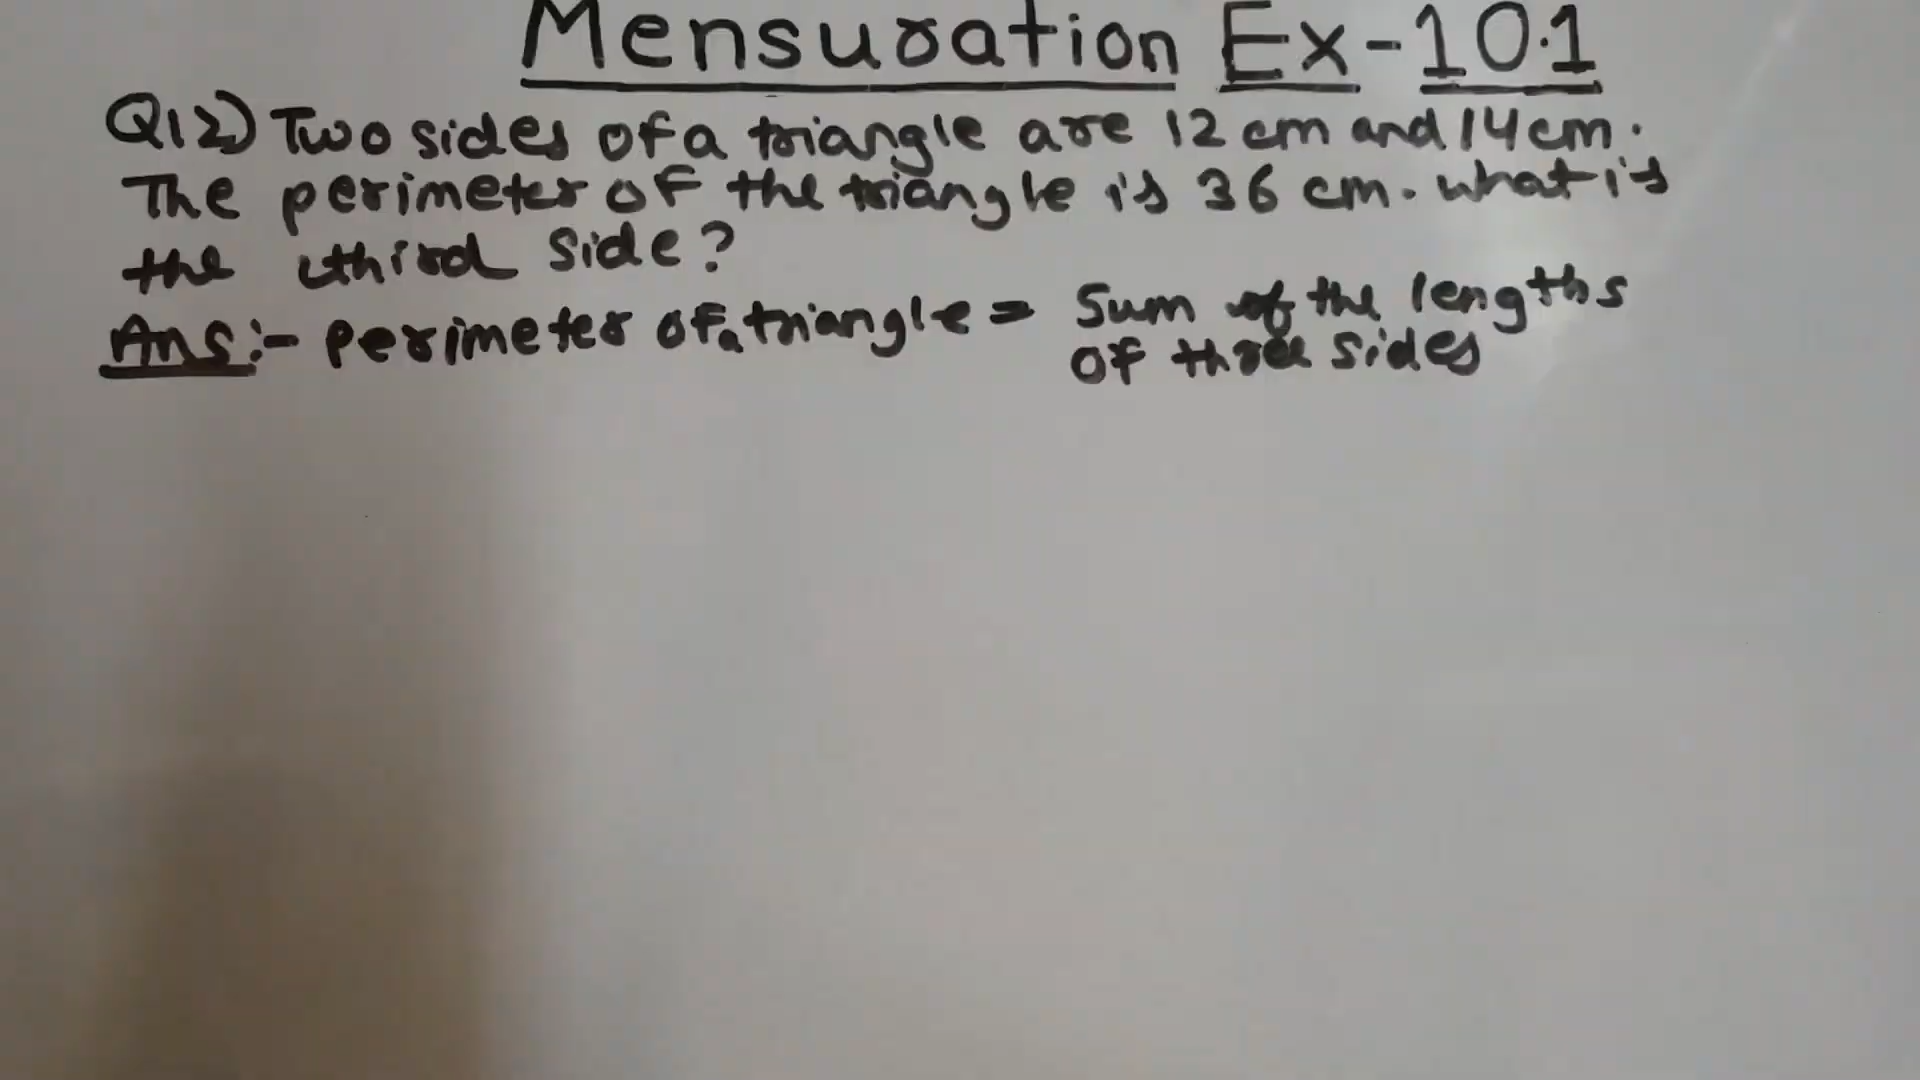 Mensuration Ex-10.1
Q12) Two sides of a triangle are 12 cm and 14 cm.
The perimeter of the triangle is 36 cm. what is
the third side?
Ans:- perimeter of a triangle = Sum of the lengths
of three sides